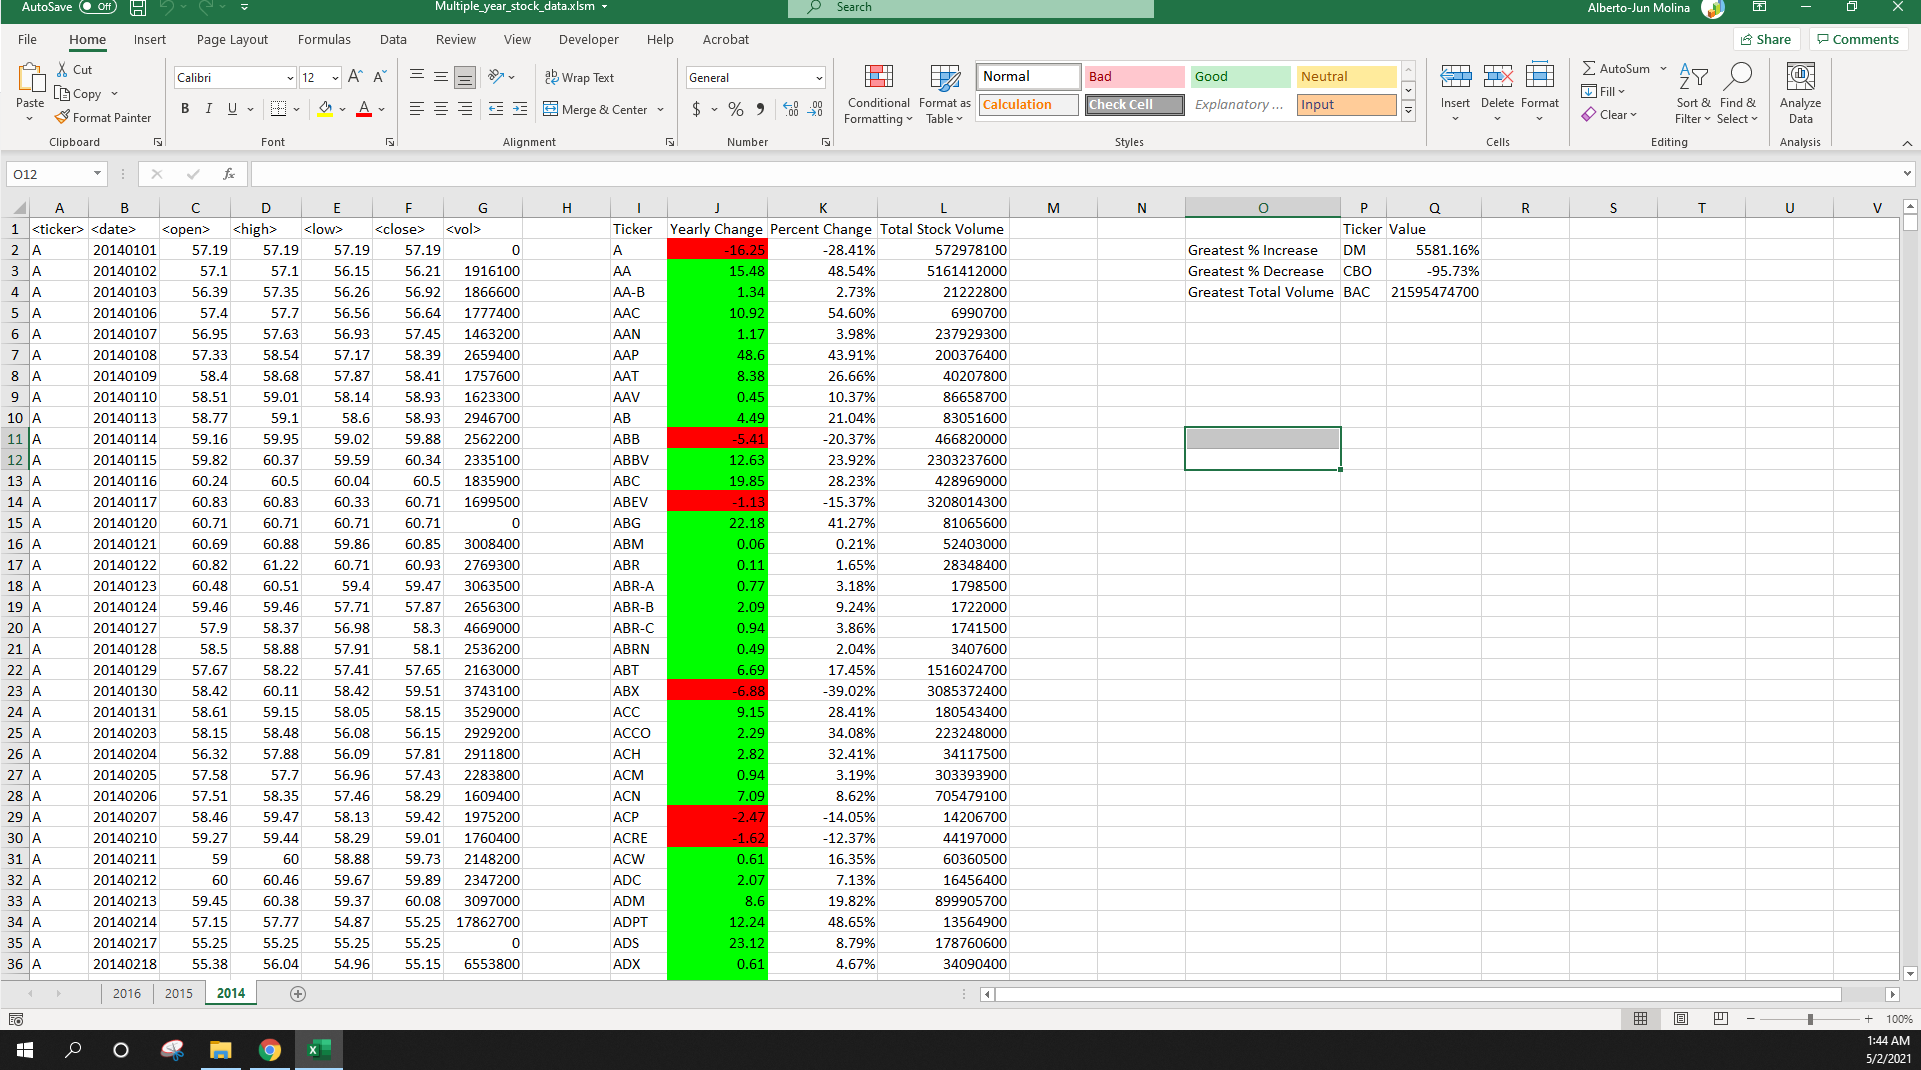 AutoSave Off Multiple_year_stock_data.xlsm Search Alberto-Jun Molina
File Home Insert Page Layout Formulas Data Review View Developer Help Acrobat Share Comments
Paste Cut Copy Format Painter Clipboard
Calibri 12 B I U A A A Font
ab Wrap Text Merge & Center Alignment
General $ % Number
Conditional Formatting Format as Table Normal Bad Good Neutral Calculation Check Cell Explanatory ... Input Styles
Insert Delete Format Cells
AutoSum Fill Clear Sort & Filter Find & Select Editing
Analyze Data Analysis
O12 fx
A B C D E F G H I J K L M N O P Q R S T U V
1 <ticker> <date> <open> <high> <low> <close> <vol> Ticker Yearly Change Percent Change Total Stock Volume Ticker Value
2 A 20140101 57.19 57.19 57.19 57.19 0 A -16.25 -28.41% 572978100 Greatest % Increase DM 5581.16%
3 A 20140102 57.1 57.1 56.15 56.21 1916100 AA 15.48 48.54% 5161412000 Greatest % Decrease CBO -95.73%
4 A 20140103 56.39 57.35 56.26 56.92 1866600 AA-B 1.34 2.73% 21222800 Greatest Total Volume BAC 21595474700
5 A 20140106 57.4 57.7 56.56 56.64 1777400 AAC 10.92 54.60% 6990700
6 A 20140107 56.95 57.63 56.93 57.45 1463200 AAN 1.17 3.98% 237929300
7 A 20140108 57.33 58.54 57.17 58.39 2659400 AAP 48.6 43.91% 200376400
8 A 20140109 58.4 58.68 57.87 58.41 1757600 AAT 8.38 26.66% 40207800
9 A 20140110 58.51 59.01 58.14 58.93 1623300 AAV 0.45 10.37% 86658700
10 A 20140113 58.77 59.1 58.6 58.93 2946700 AB 4.49 21.04% 83051600
11 A 20140114 59.16 59.95 59.02 59.88 2562200 ABB -5.41 -20.37% 466820000
12 A 20140115 59.82 60.37 59.59 60.34 2335100 ABBV 12.63 23.92% 2303237600
13 A 20140116 60.24 60.5 60.04 60.5 1835900 ABC 19.85 28.23% 428969000
14 A 20140117 60.83 60.83 60.33 60.71 1699500 ABEV -1.13 -15.37% 3208014300
15 A 20140120 60.71 60.71 60.71 60.71 0 ABG 22.18 41.27% 81065600
16 A 20140121 60.69 60.88 59.86 60.85 3008400 ABM 0.06 0.21% 52403000
17 A 20140122 60.82 61.22 60.71 60.93 2769300 ABR 0.11 1.65% 28348400
18 A 20140123 60.48 60.51 59.4 59.47 3063500 ABR-A 0.77 3.18% 1798500
19 A 20140124 59.46 59.46 57.71 57.87 2656300 ABR-B 2.09 9.24% 1722000
20 A 20140127 57.9 58.37 56.98 58.3 4669000 ABR-C 0.94 3.86% 1741500
21 A 20140128 58.5 58.88 57.91 58.1 2536200 ABRN 0.49 2.04% 3407600
22 A 20140129 57.67 58.22 57.41 57.65 2163000 ABT 6.69 17.45% 1516024700
23 A 20140130 58.42 60.11 58.42 59.51 3743100 ABX -6.88 -39.02% 3085372400
24 A 20140131 58.61 59.15 58.05 58.15 3529000 ACC 9.15 28.41% 180543400
25 A 20140203 58.15 58.48 56.08 56.15 2929200 ACCO 2.29 34.08% 223248000
26 A 20140204 56.32 57.88 56.09 57.81 2911800 ACH 2.82 32.41% 34117500
27 A 20140205 57.58 57.7 56.96 57.43 2283800 ACM 0.94 3.19% 303393900
28 A 20140206 57.51 58.35 57.46 58.29 1609400 ACN 7.09 8.62% 705479100
29 A 20140207 58.46 59.47 58.13 59.42 1975200 ACP -2.47 -14.05% 14206700
30 A 20140210 59.27 59.44 58.29 59.01 1760400 ACRE -1.62 -12.37% 44197000
31 A 20140211 59 60 58.88 59.73 2148200 ACW 0.61 16.35% 60360500
32 A 20140212 60 60.46 59.67 59.89 2347200 ADC 2.07 7.13% 16456400
33 A 20140213 59.45 60.38 59.37 60.08 3097000 ADM 8.6 19.82% 899905700
34 A 20140214 57.15 57.77 54.87 55.25 17862700 ADPT 12.24 48.65% 13564900
35 A 20140217 55.25 55.25 55.25 55.25 0 ADS 23.12 8.79% 178760600
36 A 20140218 55.38 56.04 54.96 55.15 6553800 ADX 0.61 4.67% 34090400
2016 2015 2014
100%
1:44 AM
5/2/2021